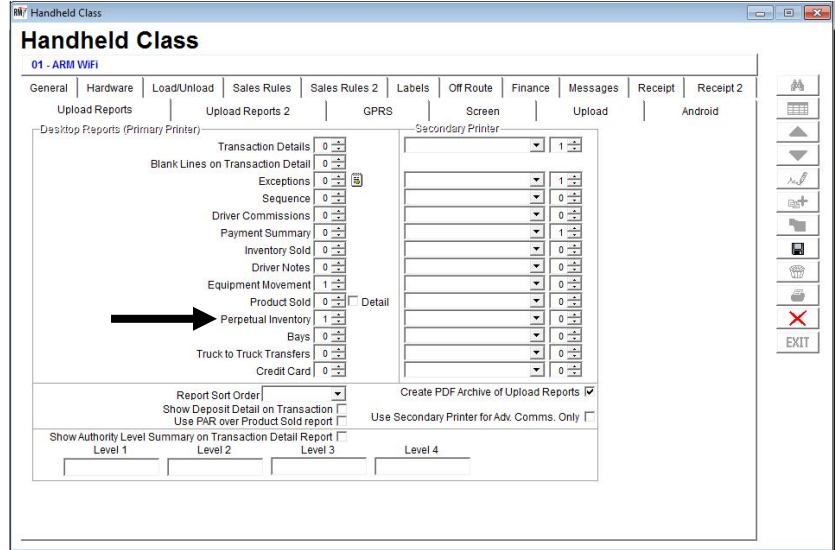 RMV Handheld Class
Handheld Class
01 - ARM WiFi
General Hardware Load/Unload Sales Rules Sales Rules 2 Labels Off Route Finance Messages Receipt Receipt 2
Upload Reports Upload Reports 2 GPRS Screen Upload Android
Desktop Reports (Primary Printer) Secondary Printer
Transaction Details 0 1
Blank Lines on Transaction Detail 0
Exceptions 0 1
Sequence 0 0
Driver Commissions 0 0
Payment Summary 0 1
Inventory Sold 0 0
Driver Notes 0 0
Equipment Movement 1 0
Product Sold 0 Detail 0
Perpetual Inventory 1 0
Bays 0 0
Truck to Truck Transfers 0 0
Credit Card 0 0
Report Sort Order Create PDF Archive of Upload Reports
Show Deposit Detail on Transaction
Use PAR over Product Sold report Use Secondary Printer for Adv. Comms. Only
Show Authority Level Summary on Transaction Detail Report
Level 1 Level 2 Level 3 Level 4
EXIT